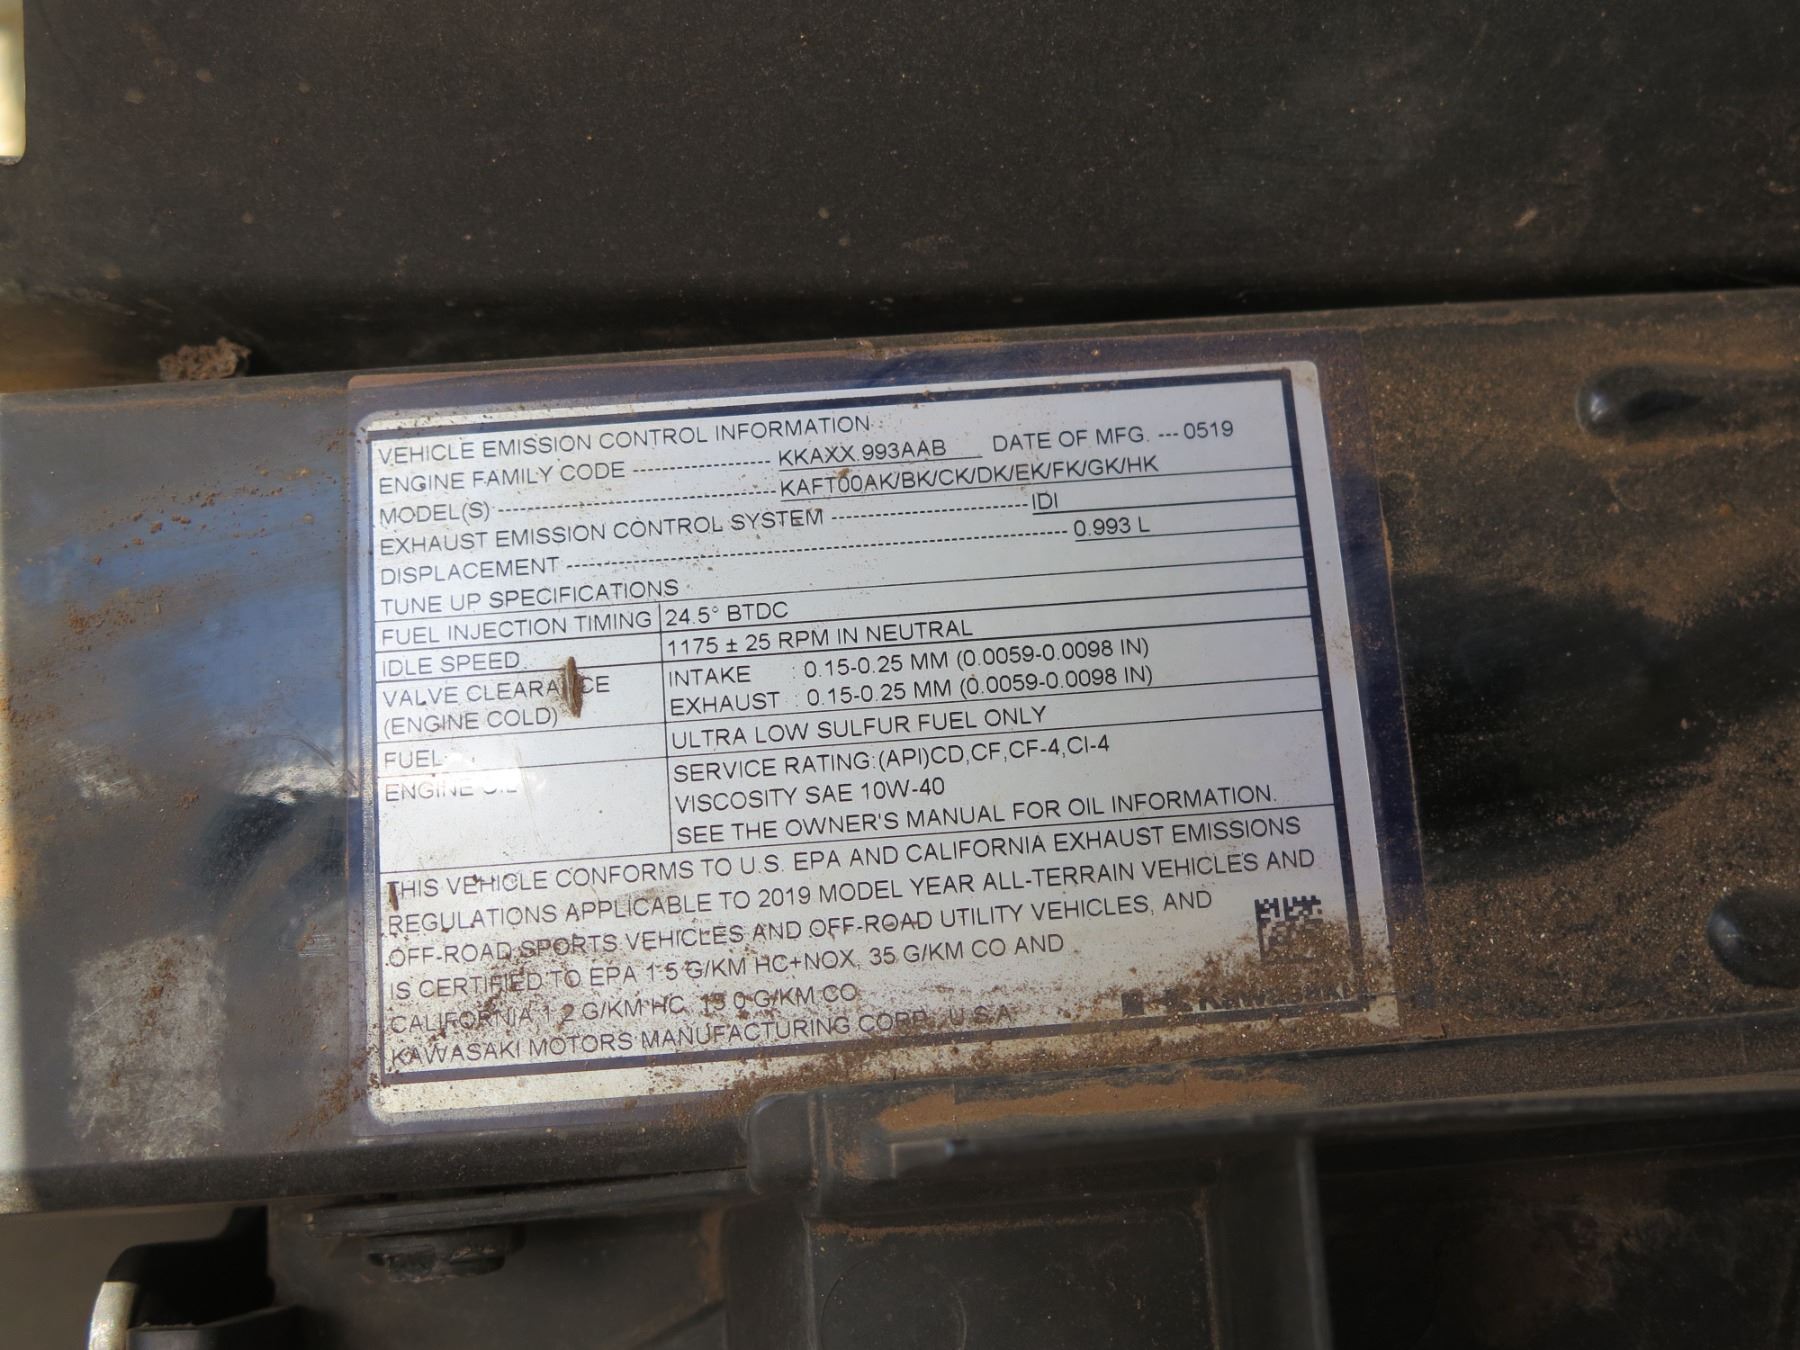 VEHICLE EMISSION CONTROL INFORMATION
ENGINE FAMILY CODE -------------- KKAXX.993AAB DATE OF MFG. --- 0519
MODEL(S) ---------------------------- KAFT00AK/BK/CK/DK/EK/FK/GK/HK
EXHAUST EMISSION CONTROL SYSTEM -------------------- IDI
DISPLACEMENT -------------------------------------------------- 0.993 L
TUNE UP SPECIFICATIONS
FUEL INJECTION TIMING 24.5° BTDC
IDLE SPEED 1175 ± 25 RPM IN NEUTRAL
VALVE CLEARANCE INTAKE : 0.15-0.25 MM (0.0059-0.0098 IN)
(ENGINE COLD) EXHAUST : 0.15-0.25 MM (0.0059-0.0098 IN)
FUEL ULTRA LOW SULFUR FUEL ONLY
ENGINE OIL SERVICE RATING:(API)CD,CF,CF-4,CI-4
VISCOSITY SAE 10W-40
SEE THE OWNER'S MANUAL FOR OIL INFORMATION.
THIS VEHICLE CONFORMS TO U.S. EPA AND CALIFORNIA EXHAUST EMISSIONS
REGULATIONS APPLICABLE TO 2019 MODEL YEAR ALL-TERRAIN VEHICLES AND
OFF-ROAD SPORTS VEHICLES AND OFF-ROAD UTILITY VEHICLES, AND
IS CERTIFIED TO EPA 1.5 G/KM HC+NOX, 35 G/KM CO AND
CALIFORNIA 1.2 G/KM HC, 15.0 G/KM CO
KAWASAKI MOTORS MANUFACTURING CORP., U.S.A.
Kawasaki